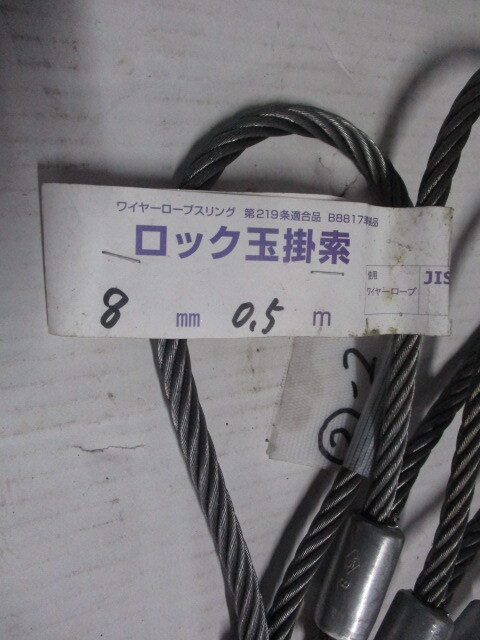 ワイヤーロープスリング 第219条適合品 B8817製品
ロック玉掛索
使用
ワイヤーロープ
JIS
8 mm 0.5 m
②-2